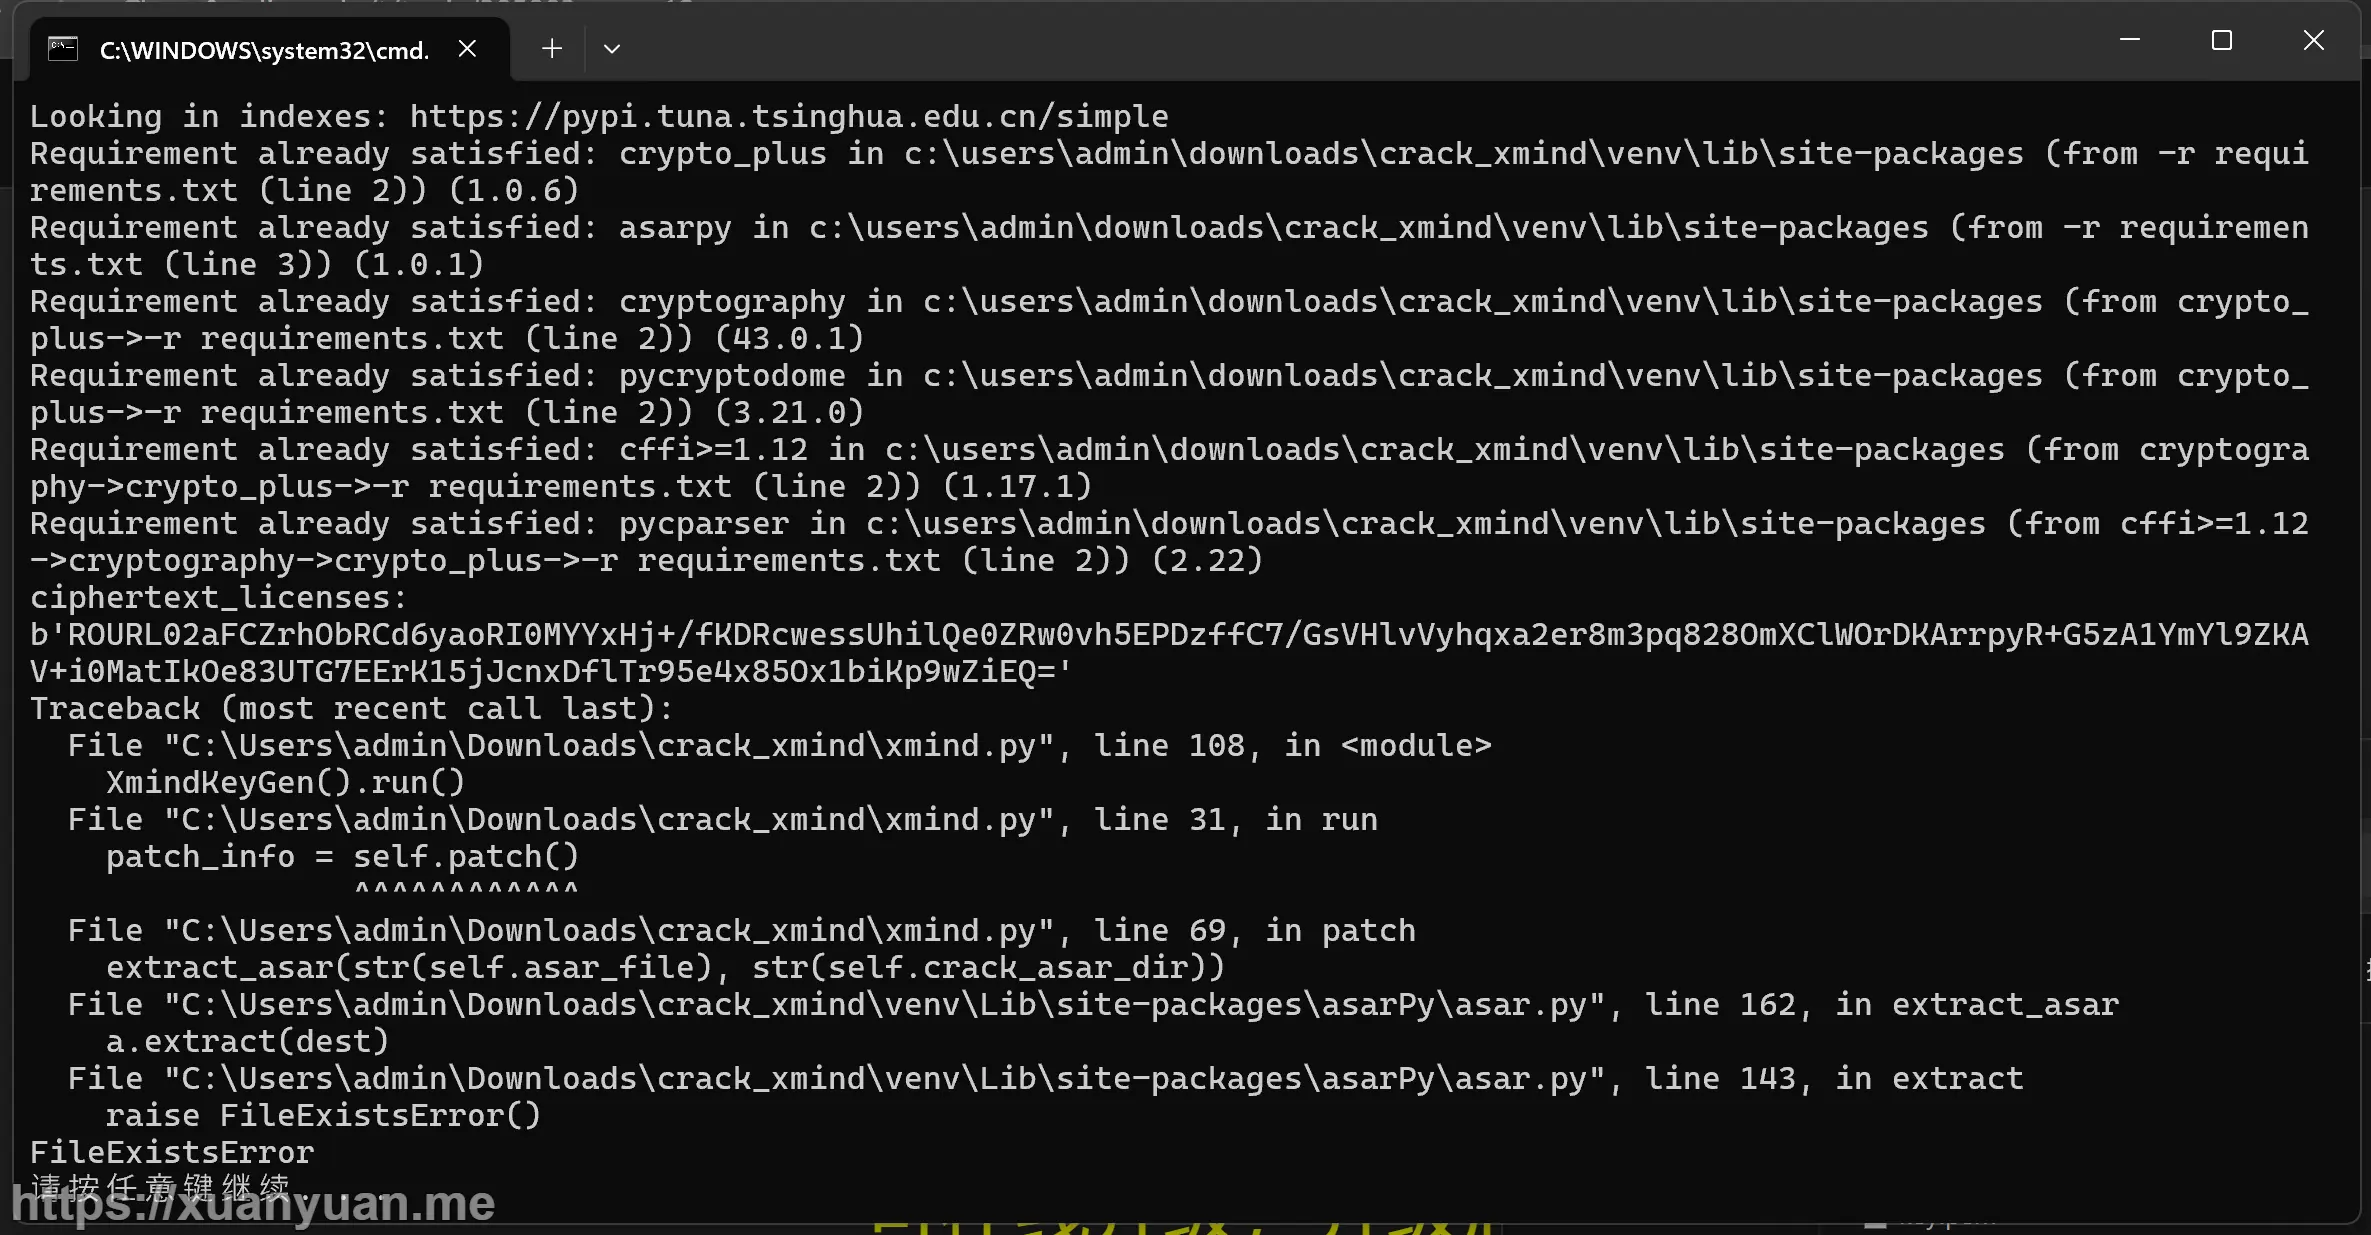 C:\WINDOWS\system32\cmd.
Looking in indexes: https://pypi.tuna.tsinghua.edu.cn/simple
Requirement already satisfied: crypto_plus in c:\users\admin\downloads\crack_xmind\venv\lib\site-packages (from -r requi
rements.txt (line 2)) (1.0.6)
Requirement already satisfied: asarpy in c:\users\admin\downloads\crack_xmind\venv\lib\site-packages (from -r requiremen
ts.txt (line 3)) (1.0.1)
Requirement already satisfied: cryptography in c:\users\admin\downloads\crack_xmind\venv\lib\site-packages (from crypto_
plus->-r requirements.txt (line 2)) (43.0.1)
Requirement already satisfied: pycryptodome in c:\users\admin\downloads\crack_xmind\venv\lib\site-packages (from crypto_
plus->-r requirements.txt (line 2)) (3.21.0)
Requirement already satisfied: cffi>=1.12 in c:\users\admin\downloads\crack_xmind\venv\lib\site-packages (from cryptogra
phy->crypto_plus->-r requirements.txt (line 2)) (1.17.1)
Requirement already satisfied: pycparser in c:\users\admin\downloads\crack_xmind\venv\lib\site-packages (from cffi>=1.12
->cryptography->crypto_plus->-r requirements.txt (line 2)) (2.22)
ciphertext_licenses:
b'ROURL02aFCZrhObRCd6yaoRI0MYYxHj+/fKDRcwessUhilQe0ZRw0vh5EPDzffC7/GsVHlvVyhqxa2er8m3pq828OmXClWOrDKArrpyR+G5zA1YmYl9ZKA
V+i0MatIkOe83UTG7EErK15jJcnxDflTr95e4x85Ox1biKp9wZiEQ='
Traceback (most recent call last):
  File "C:\Users\admin\Downloads\crack_xmind\xmind.py", line 108, in <module>
    XmindKeyGen().run()
  File "C:\Users\admin\Downloads\crack_xmind\xmind.py", line 31, in run
    patch_info = self.patch()
                 ^^^^^^^^^^^^
  File "C:\Users\admin\Downloads\crack_xmind\xmind.py", line 69, in patch
    extract_asar(str(self.asar_file), str(self.crack_asar_dir))
  File "C:\Users\admin\Downloads\crack_xmind\venv\Lib\site-packages\asarPy\asar.py", line 162, in extract_asar
    a.extract(dest)
  File "C:\Users\admin\Downloads\crack_xmind\venv\Lib\site-packages\asarPy\asar.py", line 143, in extract
    raise FileExistsError()
FileExistsError
请按任意键继续. . .
https://xuanyuan.me